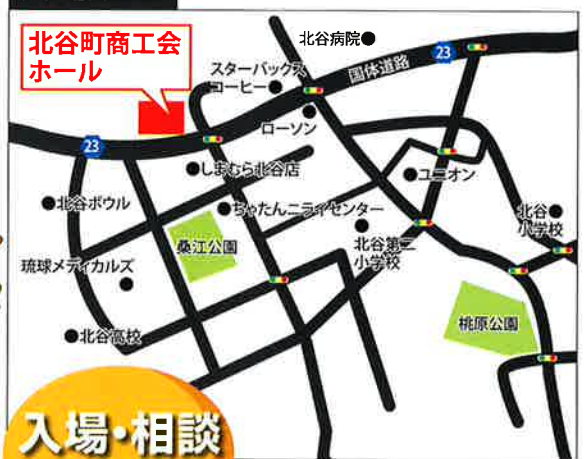 北谷町商工会
ホール
北谷病院
スターバックス
コーヒー
国体道路
23
ローソン
23
しまむら北谷店
ユニオン
北谷ボウル
ちゃたんニライセンター
北谷
小学校
桑江公園
北谷第二
小学校
琉球メディカルズ
桃原公園
北谷高校
入場・相談